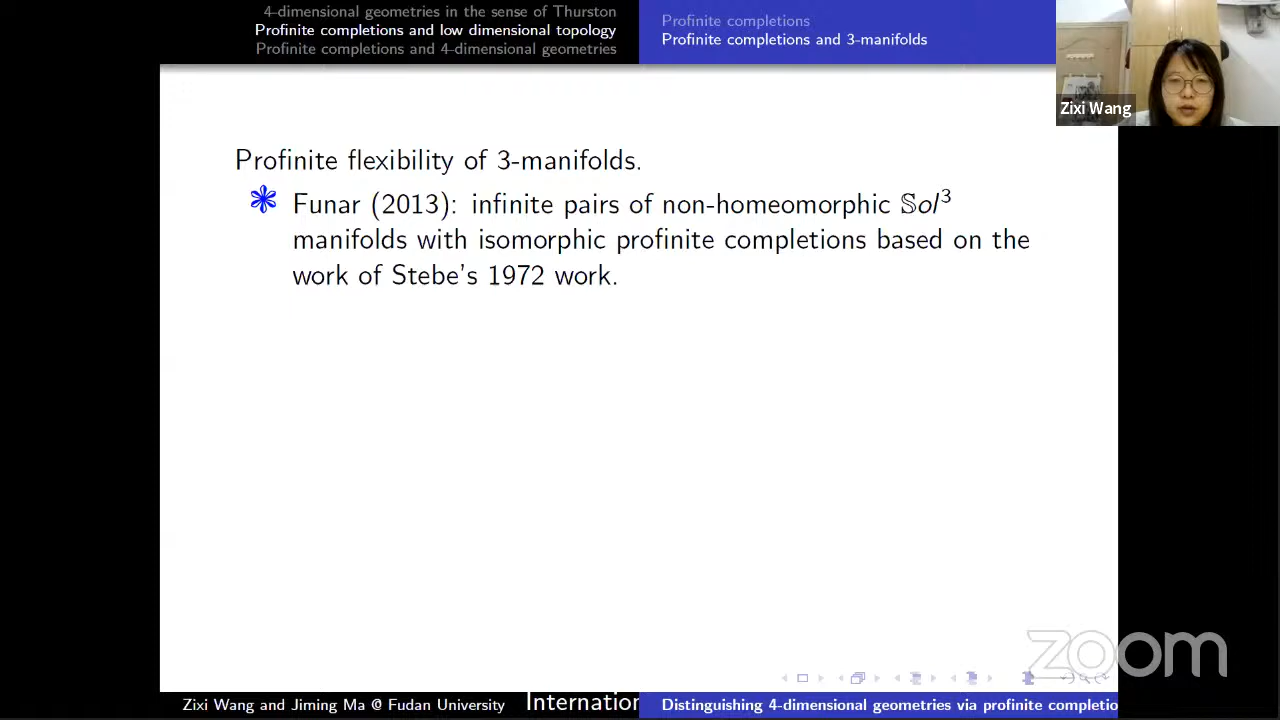 4-dimensional geometries in the sense of Thurston
Profinite completions and low dimensional topology
Profinite completions and 4-dimensional geometries
Profinite completions
Profinite completions and 3-manifolds
Zixi Wang
Profinite flexibility of 3-manifolds.
Funar (2013): infinite pairs of non-homeomorphic 𝕊ol³
manifolds with isomorphic profinite completions based on the
work of Stebe's 1972 work.
zoom
Zixi Wang and Jiming Ma @ Fudan University
Internation
Distinguishing 4-dimensional geometries via profinite completio